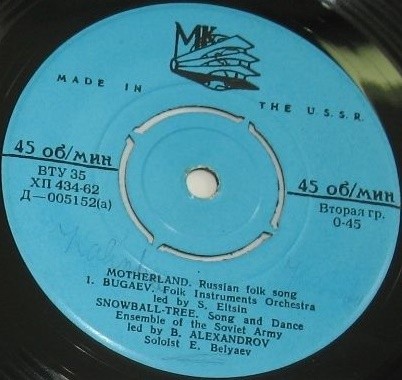 МК
MADE IN THE U.S.S.R.
45 об/мин
ВТУ 35
ХП 434-62
Д—005152(а)
45 об/мин
Вторая гр.
0-45
MOTHERLAND. Russian folk song
1. BUGAEV. Folk Instruments Orchestra
led by S. Eltsin
SNOWBALL-TREE. Song and Dance
Ensemble of the Soviet Army
led by B. ALEXANDROV
Soloist E. Belyaev